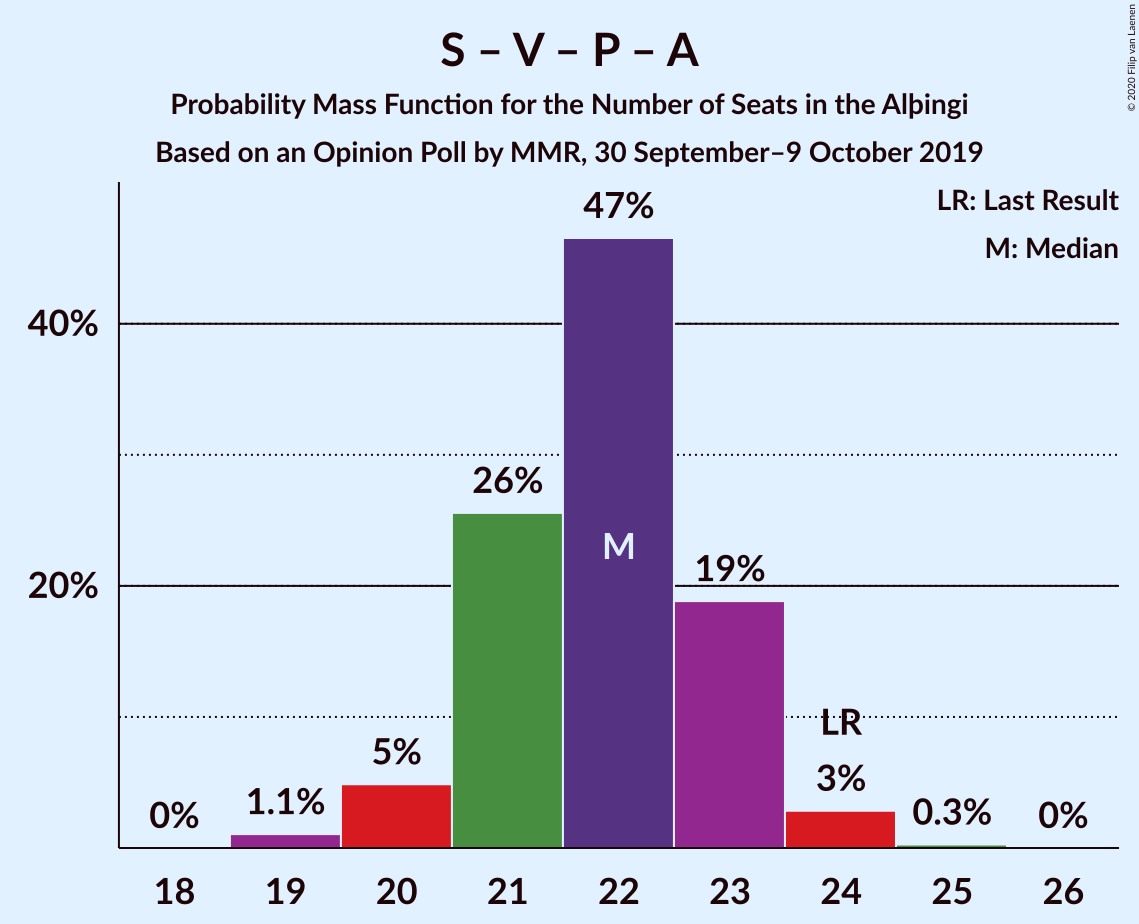 S – V – P – A
Probability Mass Function for the Number of Seats in the Alþingi
Based on an Opinion Poll by MMR, 30 September–9 October 2019
© 2020 Filip van Laenen
LR: Last Result
M: Median
47%
40%
26%
M
20%
19%
LR
5%
3%
1.1%
0.3%
0%
0%
18 19 20 21 22 23 24 25 26